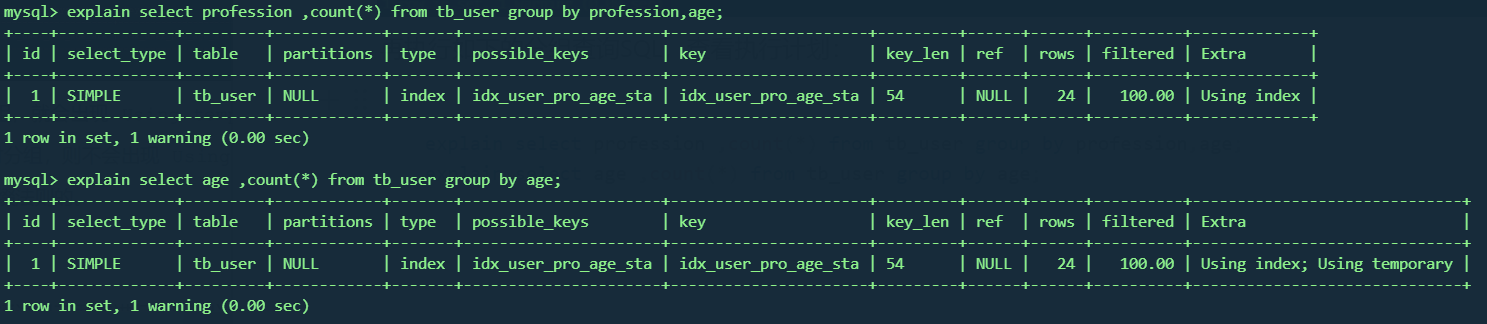 mysql> explain select profession ,count(*) from tb_user group by profession,age;
+----+-------------+---------+------------+-------+----------------------+----------------------+---------+------+------+----------+-------------+
| id | select_type | table   | partitions | type  | possible_keys        | key                  | key_len | ref  | rows | filtered | Extra       |
+----+-------------+---------+------------+-------+----------------------+----------------------+---------+------+------+----------+-------------+
|  1 | SIMPLE      | tb_user | NULL       | index | idx_user_pro_age_sta | idx_user_pro_age_sta | 54      | NULL |   24 |   100.00 | Using index |
+----+-------------+---------+------------+-------+----------------------+----------------------+---------+------+------+----------+-------------+
1 row in set, 1 warning (0.00 sec)
mysql> explain select age ,count(*) from tb_user group by age;
+----+-------------+---------+------------+-------+----------------------+----------------------+---------+------+------+----------+------------------------------+
| id | select_type | table   | partitions | type  | possible_keys        | key                  | key_len | ref  | rows | filtered | Extra                        |
+----+-------------+---------+------------+-------+----------------------+----------------------+---------+------+------+----------+------------------------------+
|  1 | SIMPLE      | tb_user | NULL       | index | idx_user_pro_age_sta | idx_user_pro_age_sta | 54      | NULL |   24 |   100.00 | Using index; Using temporary |
+----+-------------+---------+------------+-------+----------------------+----------------------+---------+------+------+----------+------------------------------+
1 row in set, 1 warning (0.00 sec)